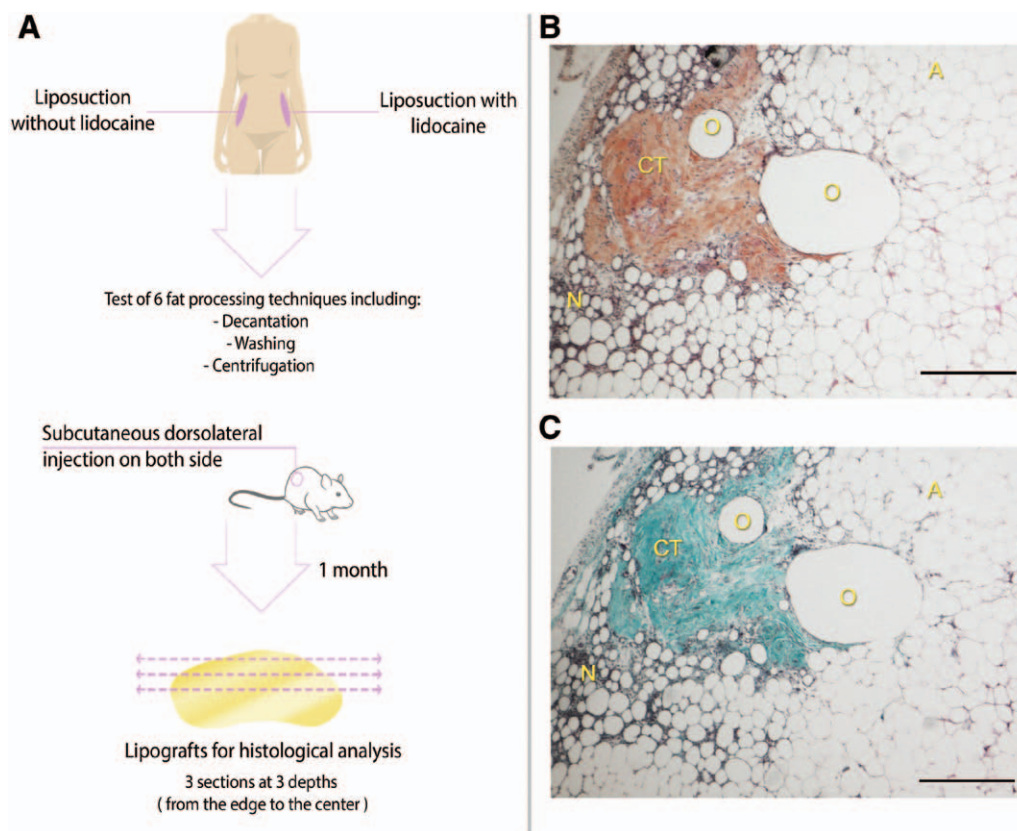 A
Liposuction
without lidocaine
Liposuction with
lidocaine
Test of 6 fat processing techniques including:
- Decantation
- Washing
- Centrifugation
Subcutaneous dorsolateral
injection on both side
1 month
Lipografts for histological analysis
3 sections at 3 depths
( from the edge to the center )
B
A
O
CT
O
N
C
A
O
CT
O
N